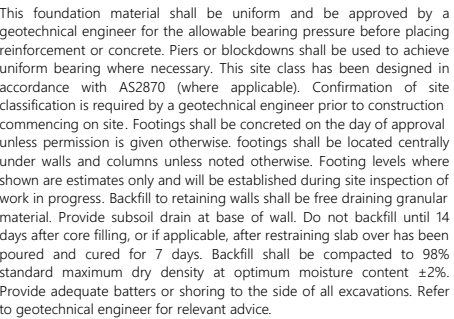 This foundation material shall be uniform and be approved by a
geotechnical engineer for the allowable bearing pressure before placing
reinforcement or concrete. Piers or blockdowns shall be used to achieve
uniform bearing where necessary. This site class has been designed in
accordance with AS2870 (where applicable). Confirmation of site
classification is required by a geotechnical engineer prior to construction
commencing on site. Footings shall be concreted on the day of approval
unless permission is given otherwise. footings shall be located centrally
under walls and columns unless noted otherwise. Footing levels where
shown are estimates only and will be established during site inspection of
work in progress. Backfill to retaining walls shall be free draining granular
material. Provide subsoil drain at base of wall. Do not backfill until 14
days after core filling, or if applicable, after restraining slab over has been
poured and cured for 7 days. Backfill shall be compacted to 98%
standard maximum dry density at optimum moisture content ±2%.
Provide adequate batters or shoring to the side of all excavations. Refer
to geotechnical engineer for relevant advice.